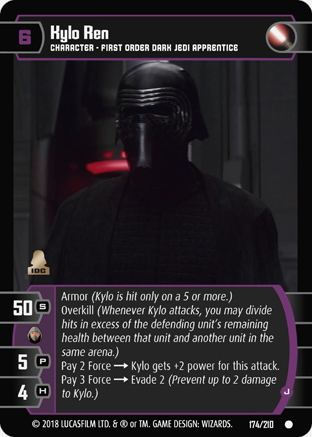 6
Kylo Ren
CHARACTER - FIRST ORDER DARK JEDI APPRENTICE
IDC
50 S
5 P
4 H
Armor (Kylo is hit only on a 5 or more.)
Overkill (Whenever Kylo attacks, you may divide
hits in excess of the defending unit's remaining
health between that unit and another unit in the
same arena.)
Pay 2 Force → Kylo gets +2 power for this attack.
Pay 3 Force → Evade 2 (Prevent up to 2 damage
to Kylo.)
J
© 2018 LUCASFILM LTD. & ® or TM. GAME DESIGN: WIZARDS. 174/210